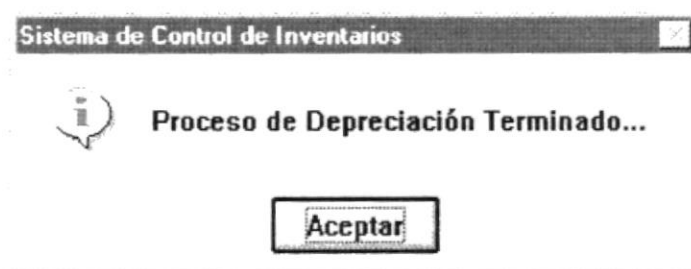 Sistema de Control de Inventarios
Proceso de Depreciación Terminado...
Aceptar